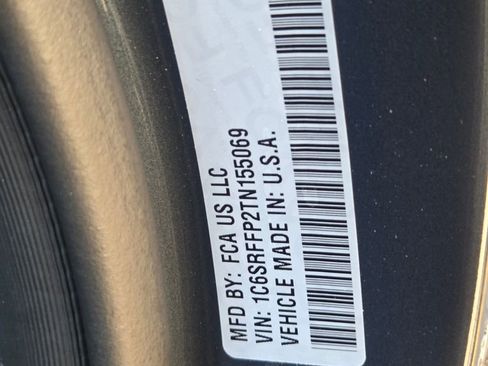 MFD BY: FCA US LLC
VIN: 1C6SRFFP2TN155069
VEHICLE MADE IN: U.S.A.